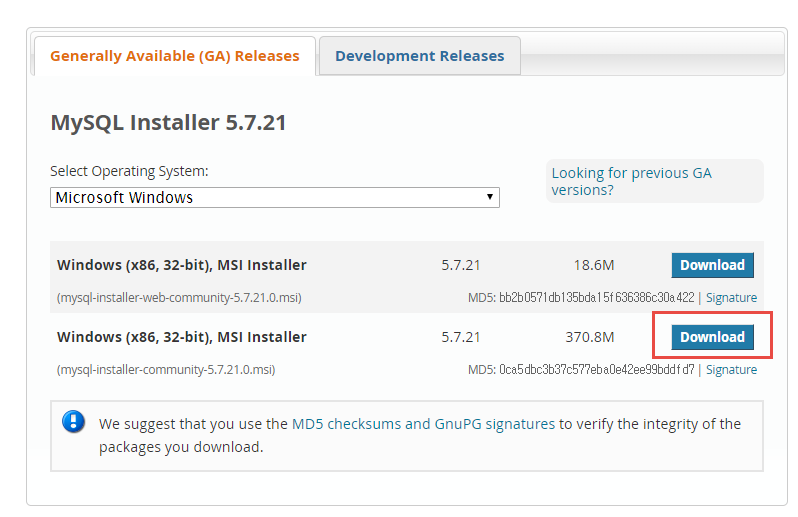 Generally Available (GA) Releases
Development Releases
MySQL Installer 5.7.21
Select Operating System:
Looking for previous GA
versions?
Microsoft Windows
Windows (x86, 32-bit), MSI Installer 5.7.21 18.6M Download
(mysql-installer-web-community-5.7.21.0.msi) MD5: bb2b0571db135bda15f636386c30a422 | Signature
Windows (x86, 32-bit), MSI Installer 5.7.21 370.8M Download
(mysql-installer-community-5.7.21.0.msi) MD5: 0ca5dbc3b37c577eba0e42ee99bddfd7 | Signature
We suggest that you use the MD5 checksums and GnuPG signatures to verify the integrity of the
packages you download.